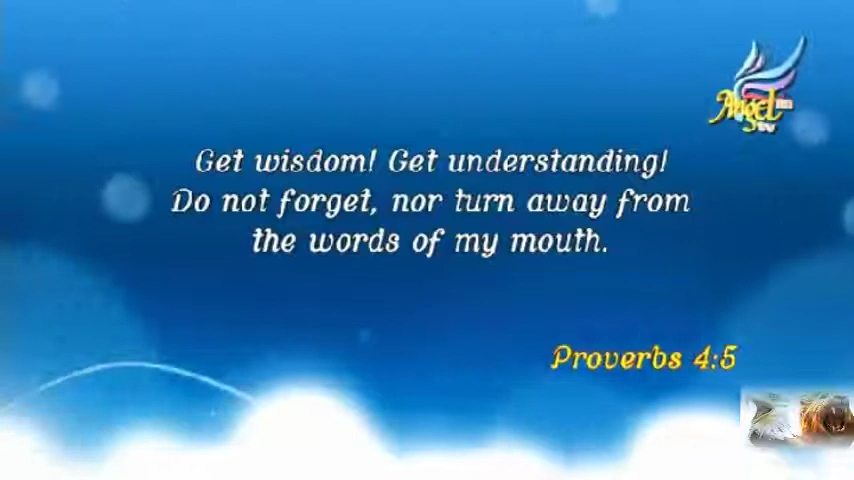 Angel
tv
Get wisdom! Get understanding!
Do not forget, nor turn away from
the words of my mouth.
Proverbs 4:5